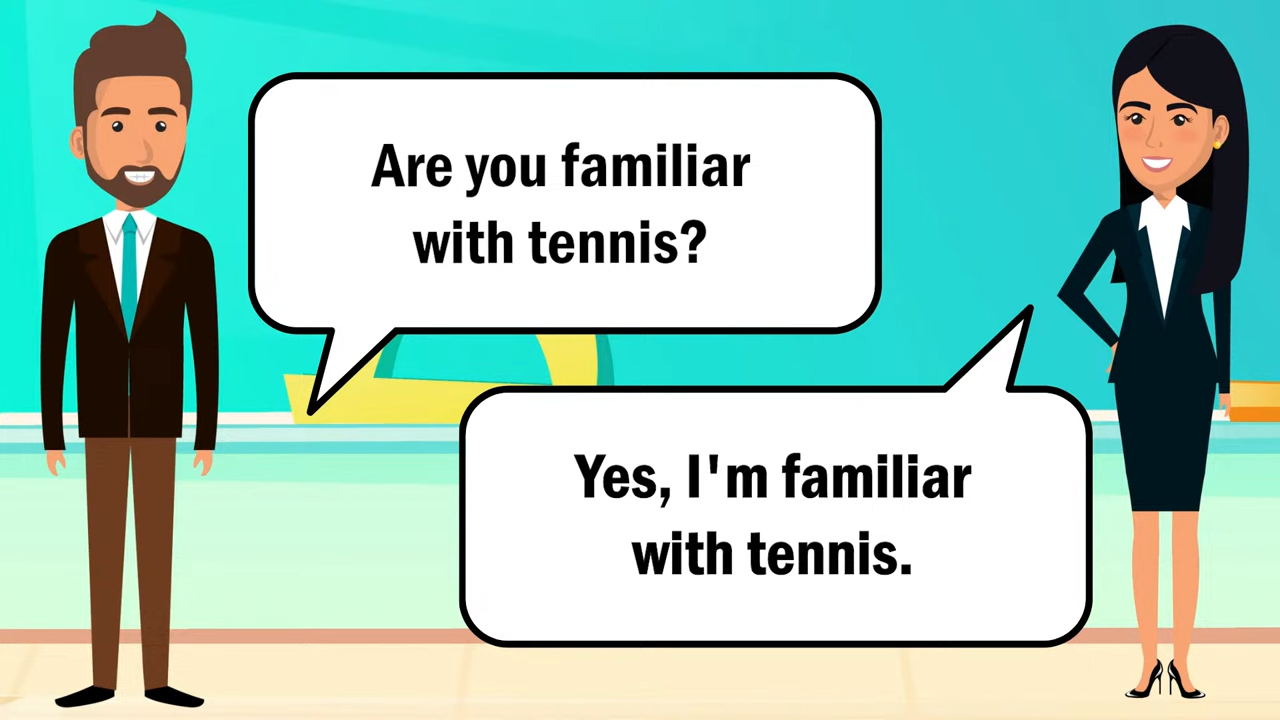 Are you familiar
with tennis?
Yes, I'm familiar
with tennis.